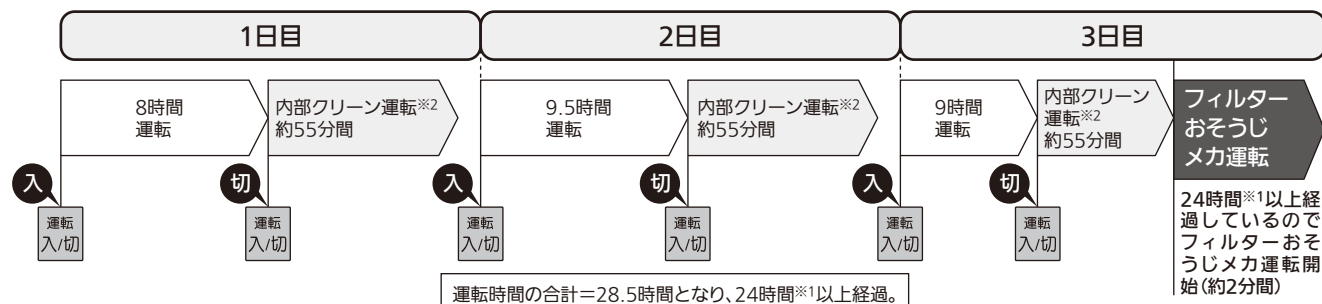 1日目
2日目
3日目
8時間
運転
内部クリーン運転※2
約55分間
9.5時間
運転
内部クリーン運転※2
約55分間
9時間
運転
内部クリーン
運転※2
約55分間
フィルター
おそうじ
メカ運転
入
切
入
切
入
切
運転
入/切
運転
入/切
運転
入/切
運転
入/切
運転
入/切
運転
入/切
24時間※1以上経
過しているので
フィルターおそ
うじメカ運転開
始(約2分間)
運転時間の合計=28.5時間となり、24時間※1以上経過。